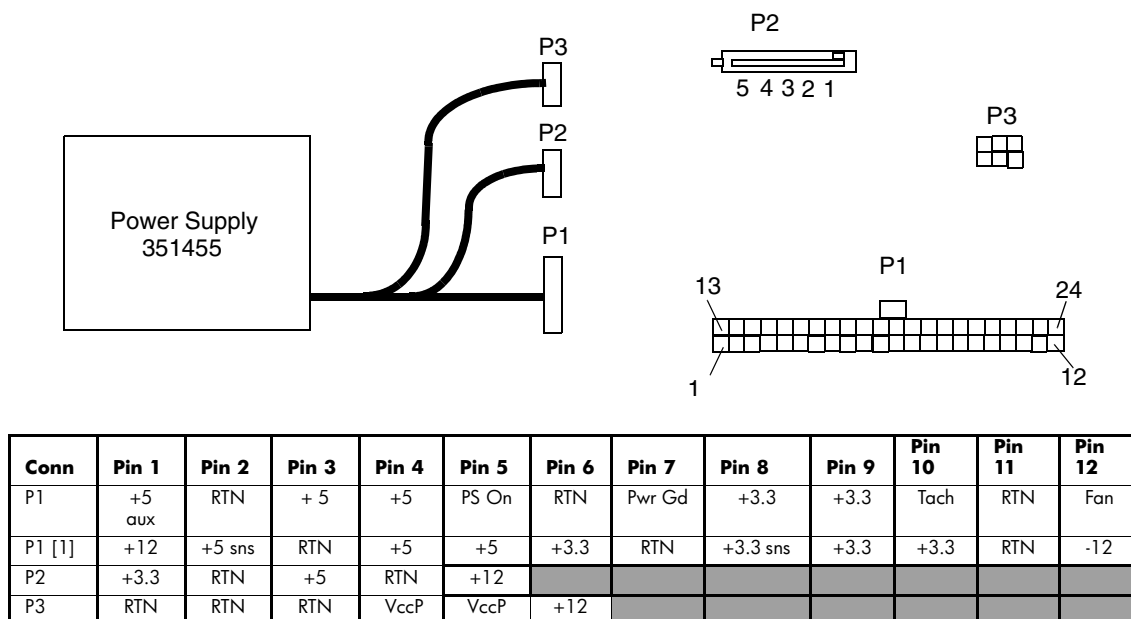 P2
P3
5 4 3 2 1
P3
P2
Power Supply
351455
P1
P1
13
24
1
12
Conn Pin 1 Pin 2 Pin 3 Pin 4 Pin 5 Pin 6 Pin 7 Pin 8 Pin 9 Pin 10 Pin 11 Pin 12
P1 +5 aux RTN + 5 +5 PS On RTN Pwr Gd +3.3 +3.3 Tach RTN Fan
P1 [1] +12 +5 sns RTN +5 +5 +3.3 RTN +3.3 sns +3.3 +3.3 RTN -12
P2 +3.3 RTN +5 RTN +12
P3 RTN RTN RTN VccP VccP +12